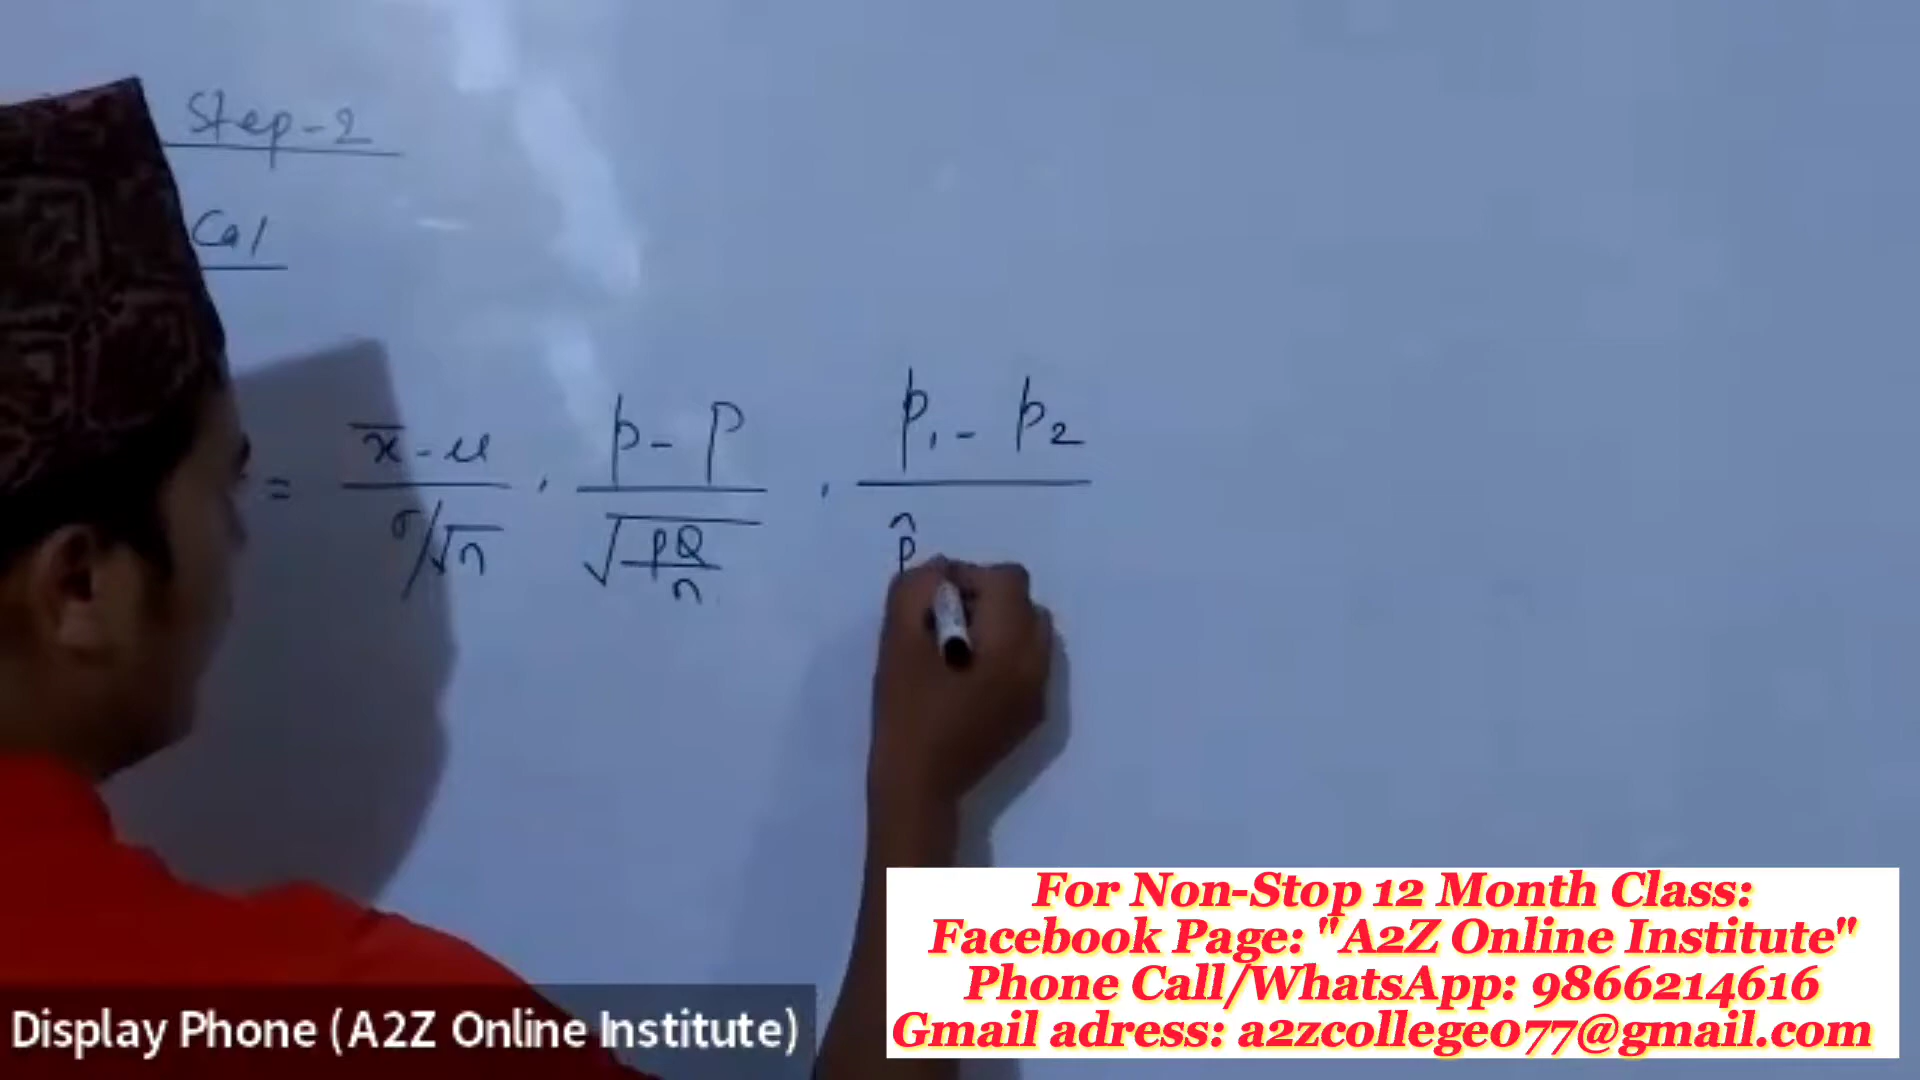 Step-2
Cal
= x̄ - μ / σ/√n , p - P / √PQ/n , p₁ - p₂ / p̂
For Non-Stop 12 Month Class:
Facebook Page: "A2Z Online Institute"
Phone Call/WhatsApp: 9866214616
Gmail adress: a2zcollege077@gmail.com
Display Phone (A2Z Online Institute)